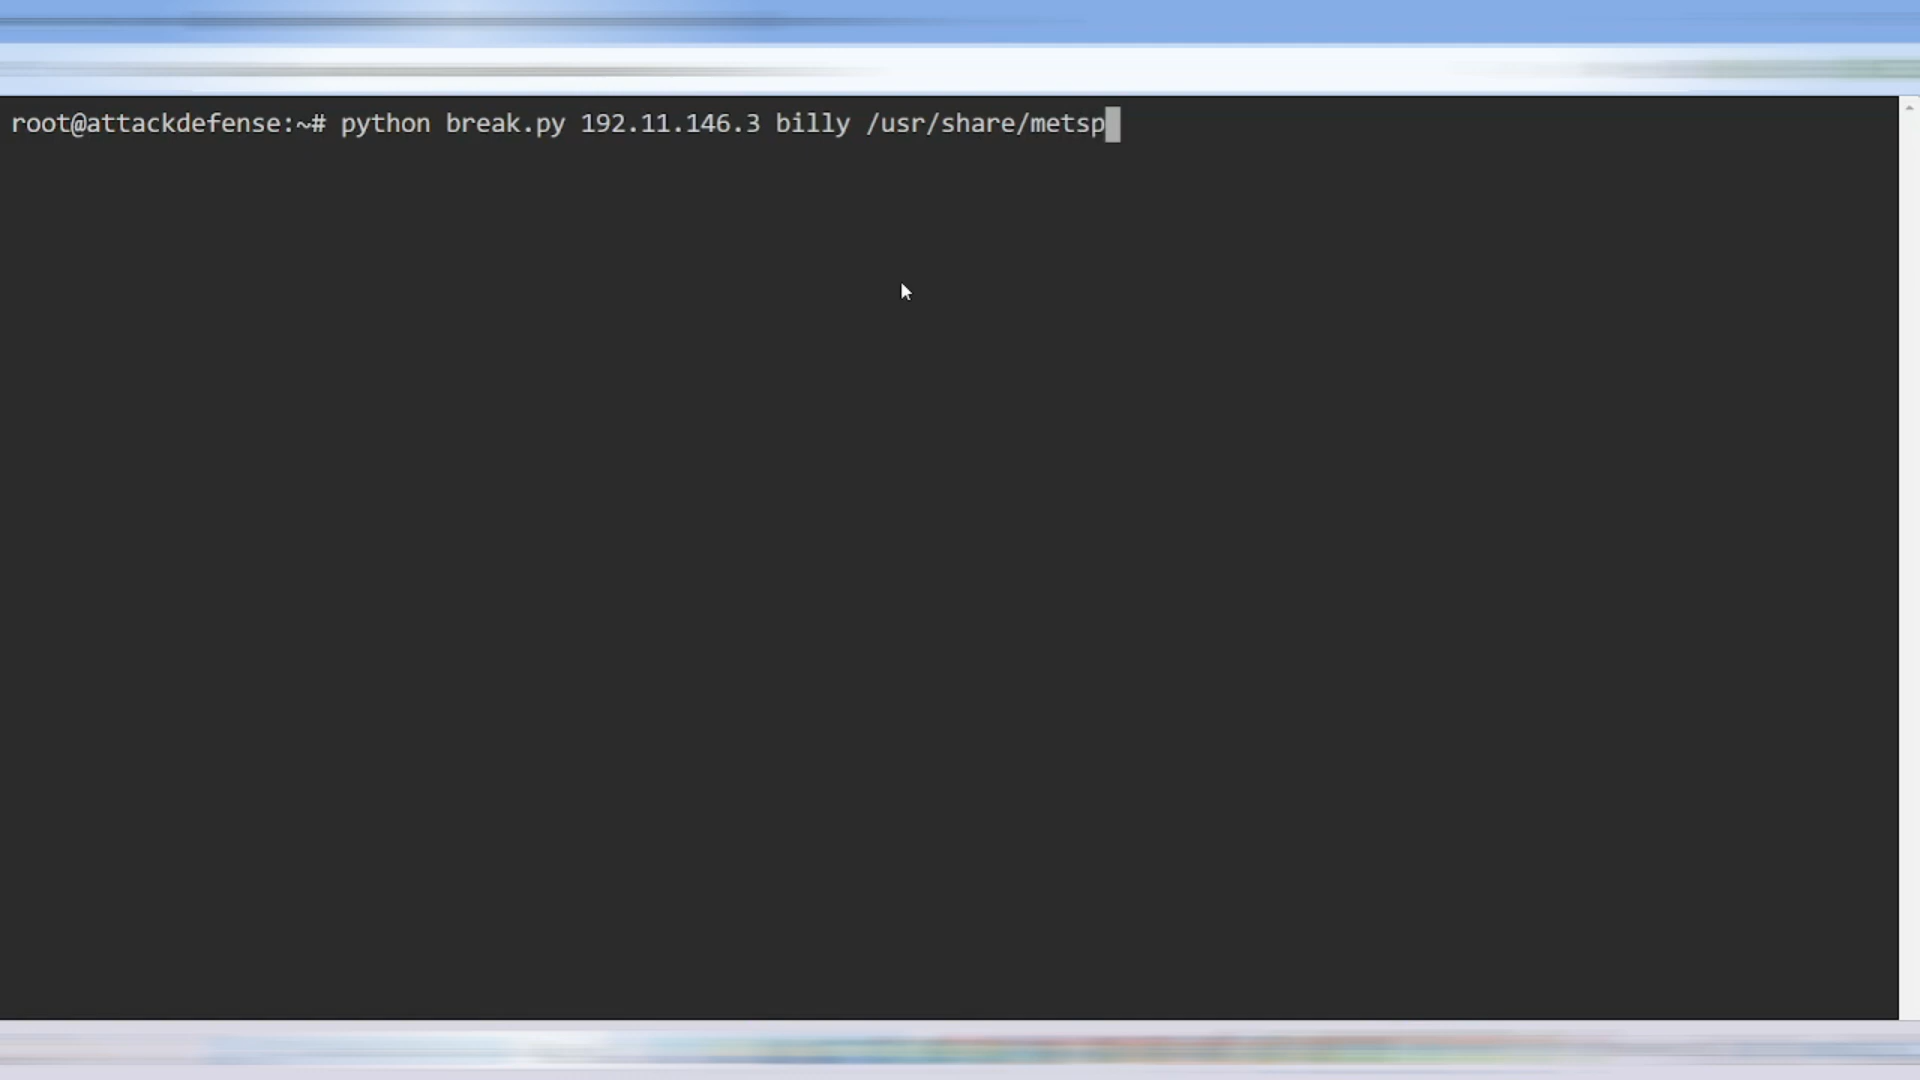 root@attackdefense:~# python break.py 192.11.146.3 billy /usr/share/metsp